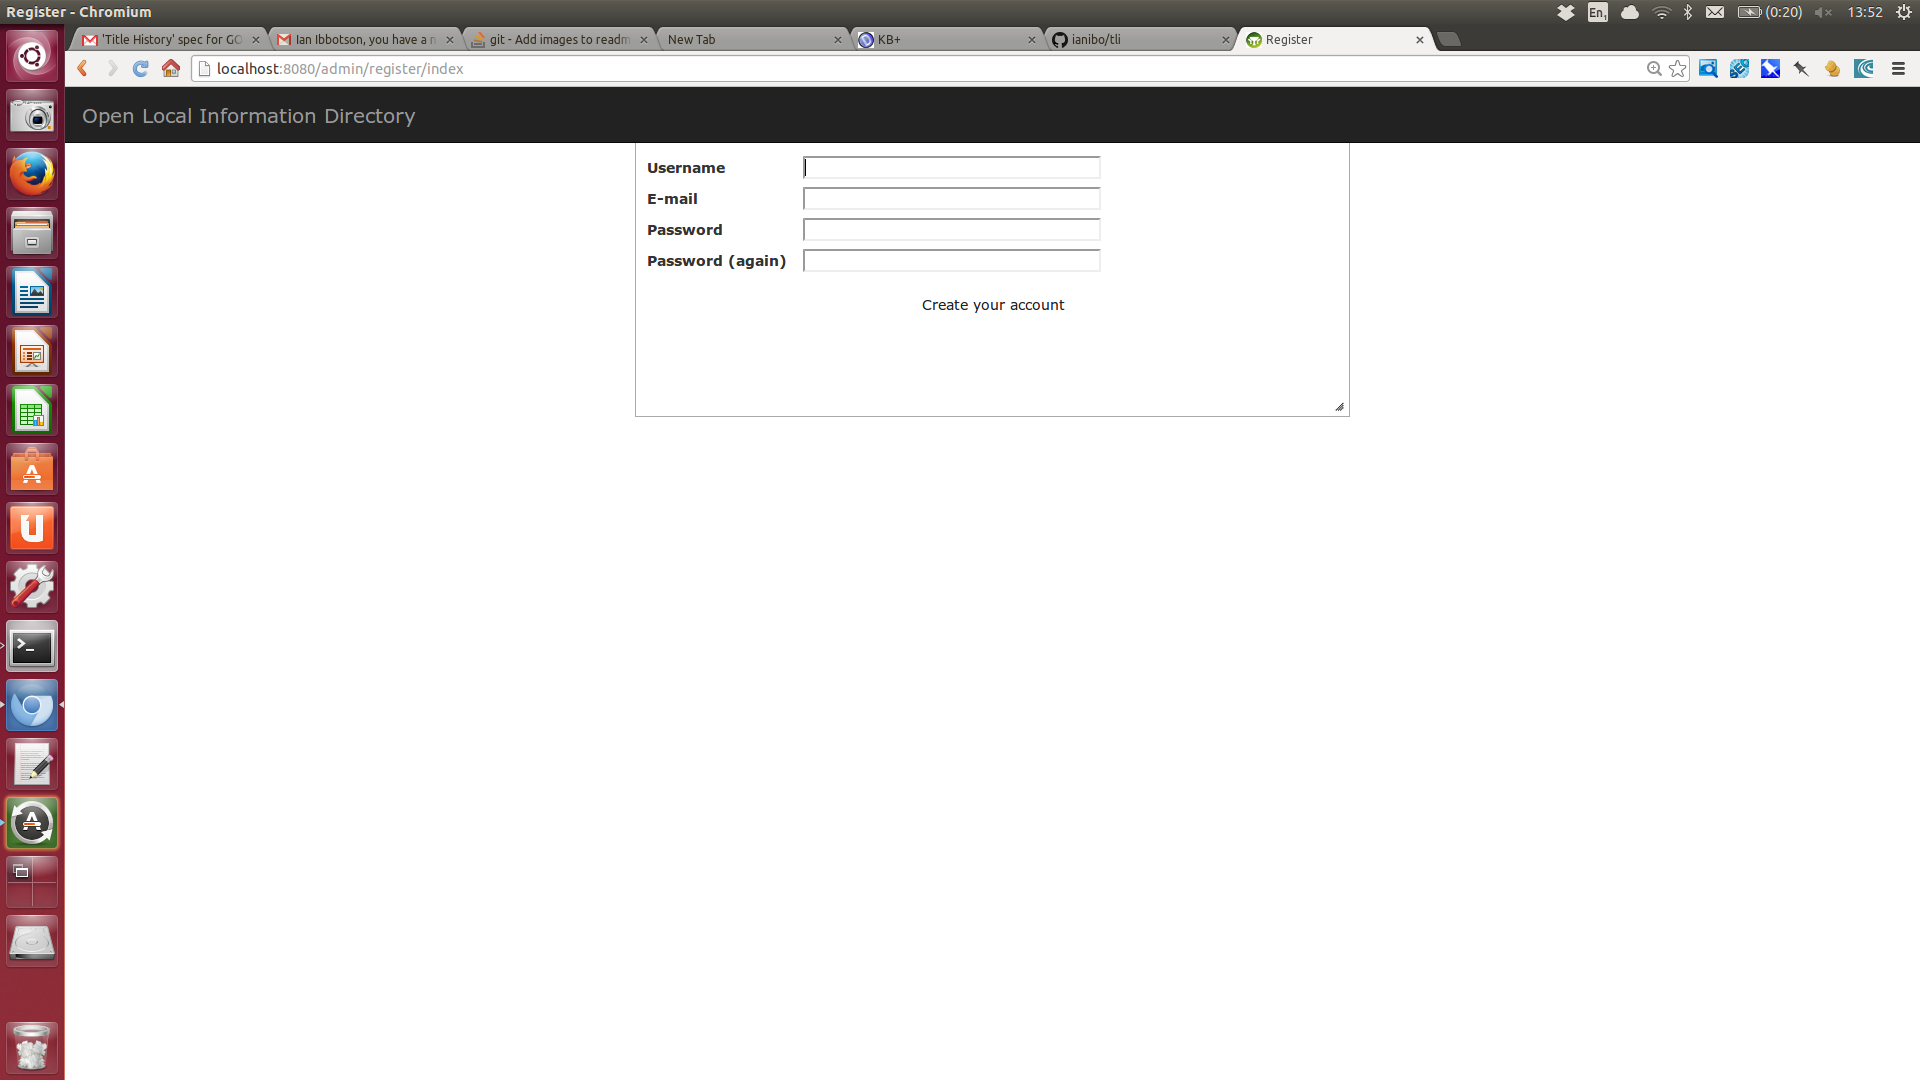 Register - Chromium
En1
(0:20)
13:52
'Title History' spec for GO
Ian Ibbotson, you have a n
git - Add images to readm
New Tab
KB+
ianibo/tli
Register
localhost:8080/admin/register/index
Open Local Information Directory
Username
E-mail
Password
Password (again)
Create your account